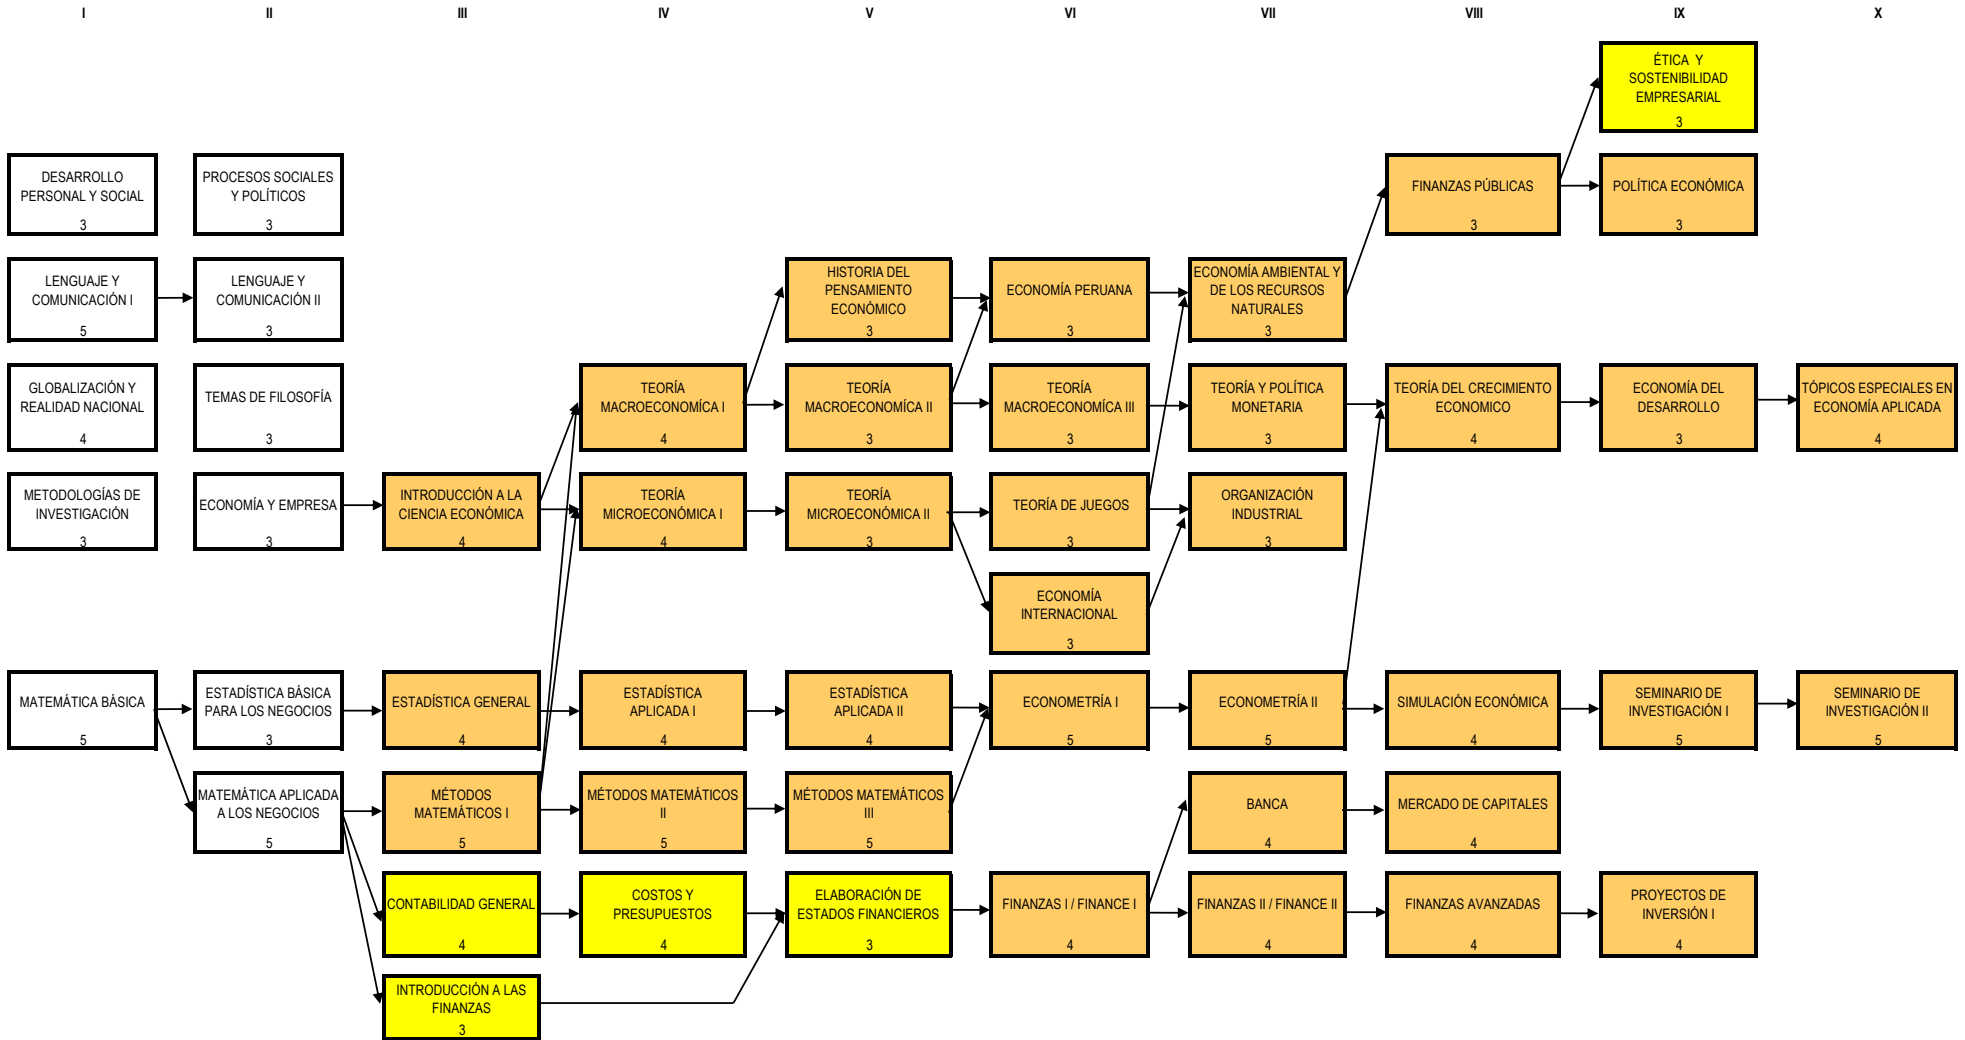 I II III IV V VI VII VIII IX X
ÉTICA Y
SOSTENIBILIDAD
EMPRESARIAL
3
DESARROLLO
PERSONAL Y SOCIAL
3
PROCESOS SOCIALES
Y POLÍTICOS
3
FINANZAS PÚBLICAS
3
POLÍTICA ECONÓMICA
3
LENGUAJE Y
COMUNICACIÓN I
5
LENGUAJE Y
COMUNICACIÓN II
3
HISTORIA DEL
PENSAMIENTO
ECONÓMICO
3
ECONOMÍA PERUANA
3
ECONOMÍA AMBIENTAL Y
DE LOS RECURSOS
NATURALES
3
GLOBALIZACIÓN Y
REALIDAD NACIONAL
4
TEMAS DE FILOSOFÍA
3
TEORÍA
MACROECONOMÍCA I
4
TEORÍA
MACROECONOMÍCA II
3
TEORÍA
MACROECONOMÍCA III
3
TEORÍA Y POLÍTICA
MONETARIA
3
TEORÍA DEL CRECIMIENTO
ECONOMICO
4
ECONOMÍA DEL
DESARROLLO
3
TÓPICOS ESPECIALES EN
ECONOMÍA APLICADA
4
METODOLOGÍAS DE
INVESTIGACIÓN
3
ECONOMÍA Y EMPRESA
3
INTRODUCCIÓN A LA
CIENCIA ECONÓMICA
4
TEORÍA
MICROECONÓMICA I
4
TEORÍA
MICROECONÓMICA II
3
TEORÍA DE JUEGOS
3
ORGANIZACIÓN
INDUSTRIAL
3
ECONOMÍA
INTERNACIONAL
3
MATEMÁTICA BÁSICA
5
ESTADÍSTICA BÁSICA
PARA LOS NEGOCIOS
3
ESTADÍSTICA GENERAL
4
ESTADÍSTICA
APLICADA I
4
ESTADÍSTICA
APLICADA II
4
ECONOMETRÍA I
5
ECONOMETRÍA II
5
SIMULACIÓN ECONÓMICA
4
SEMINARIO DE
INVESTIGACIÓN I
5
SEMINARIO DE
INVESTIGACIÓN II
5
MATEMÁTICA APLICADA
A LOS NEGOCIOS
5
MÉTODOS
MATEMÁTICOS I
5
MÉTODOS MATEMÁTICOS
II
5
MÉTODOS MATEMÁTICOS
III
5
BANCA
4
MERCADO DE CAPITALES
4
CONTABILIDAD GENERAL
4
COSTOS Y
PRESUPUESTOS
4
ELABORACIÓN DE
ESTADOS FINANCIEROS
3
FINANZAS I / FINANCE I
4
FINANZAS II / FINANCE II
4
FINANZAS AVANZADAS
4
PROYECTOS DE
INVERSIÓN I
4
INTRODUCCIÓN A LAS
FINANZAS
3